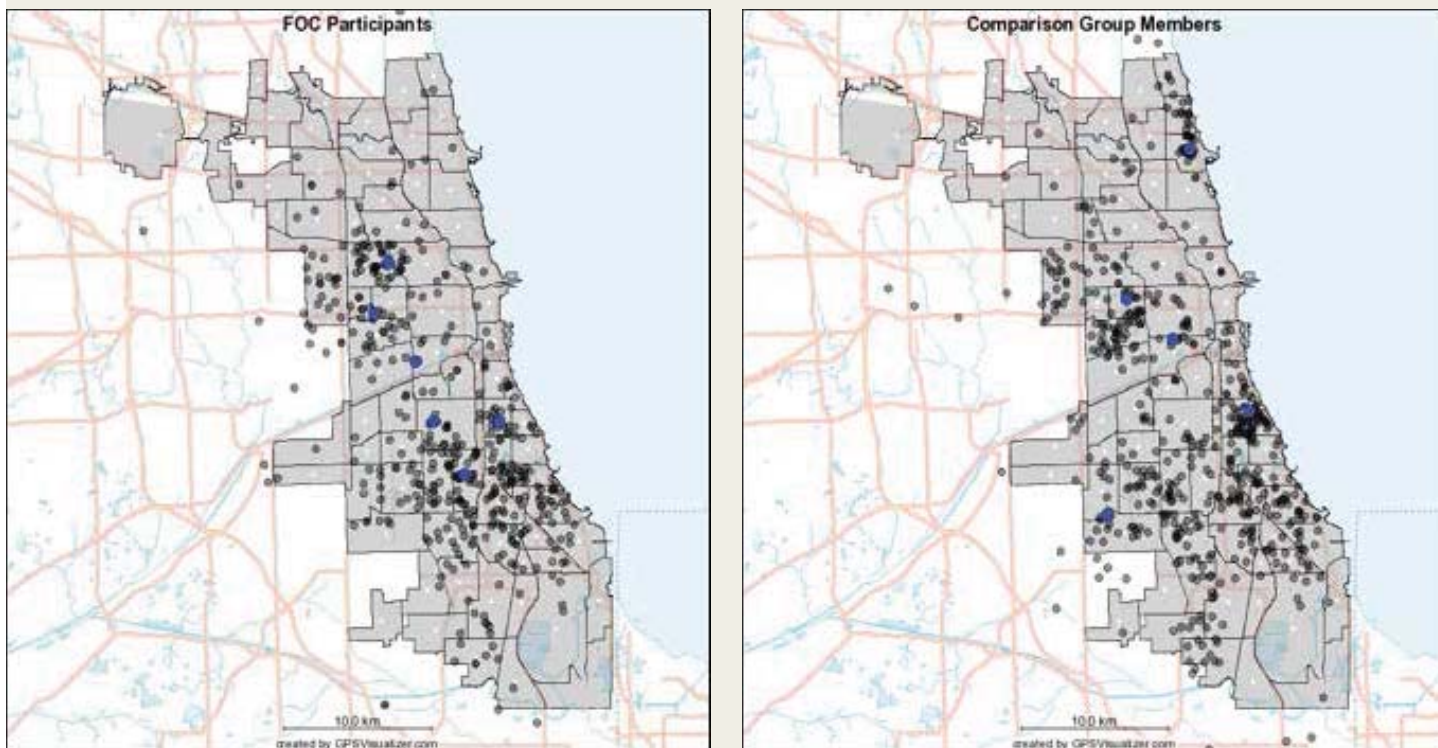 FOC Participants
10.0 km
created by GPSVisualizer.com
Comparison Group Members
10.0 km
created by GPSVisualizer.com